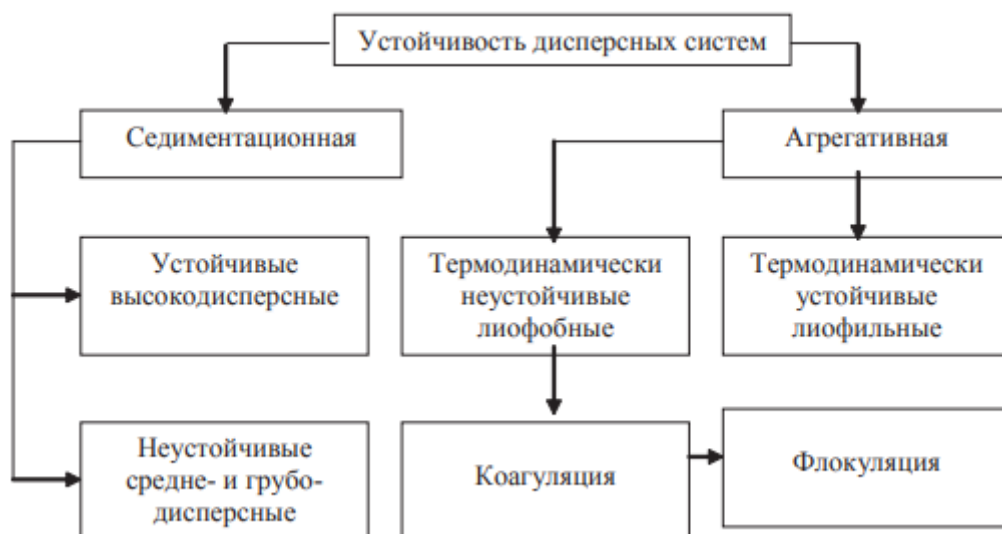 Устойчивость дисперсных систем
Седиментационная
Агрегативная
Устойчивые
высокодисперсные
Термодинамически
неустойчивые
лиофобные
Термодинамически
устойчивые
лиофильные
Неустойчивые
средне- и грубо-
дисперсные
Коагуляция
Флокуляция